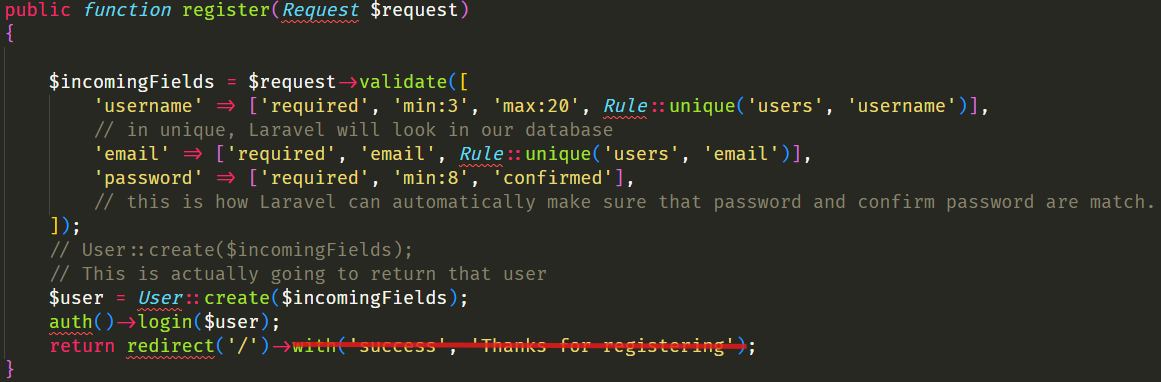 public function register(Request $request)
{
$incomingFields = $request->validate([
'username' => ['required', 'min:3', 'max:20', Rule::unique('users', 'username')],
// in unique, Laravel will look in our database
'email' => ['required', 'email', Rule::unique('users', 'email')],
'password' => ['required', 'min:8', 'confirmed'],
// this is how Laravel can automatically make sure that password and confirm password are match.
]);
// User::create($incomingFields);
// This is actually going to return that user
$user = User::create($incomingFields);
auth()->login($user);
return redirect('/')->with('success', 'Thanks for registering');
}